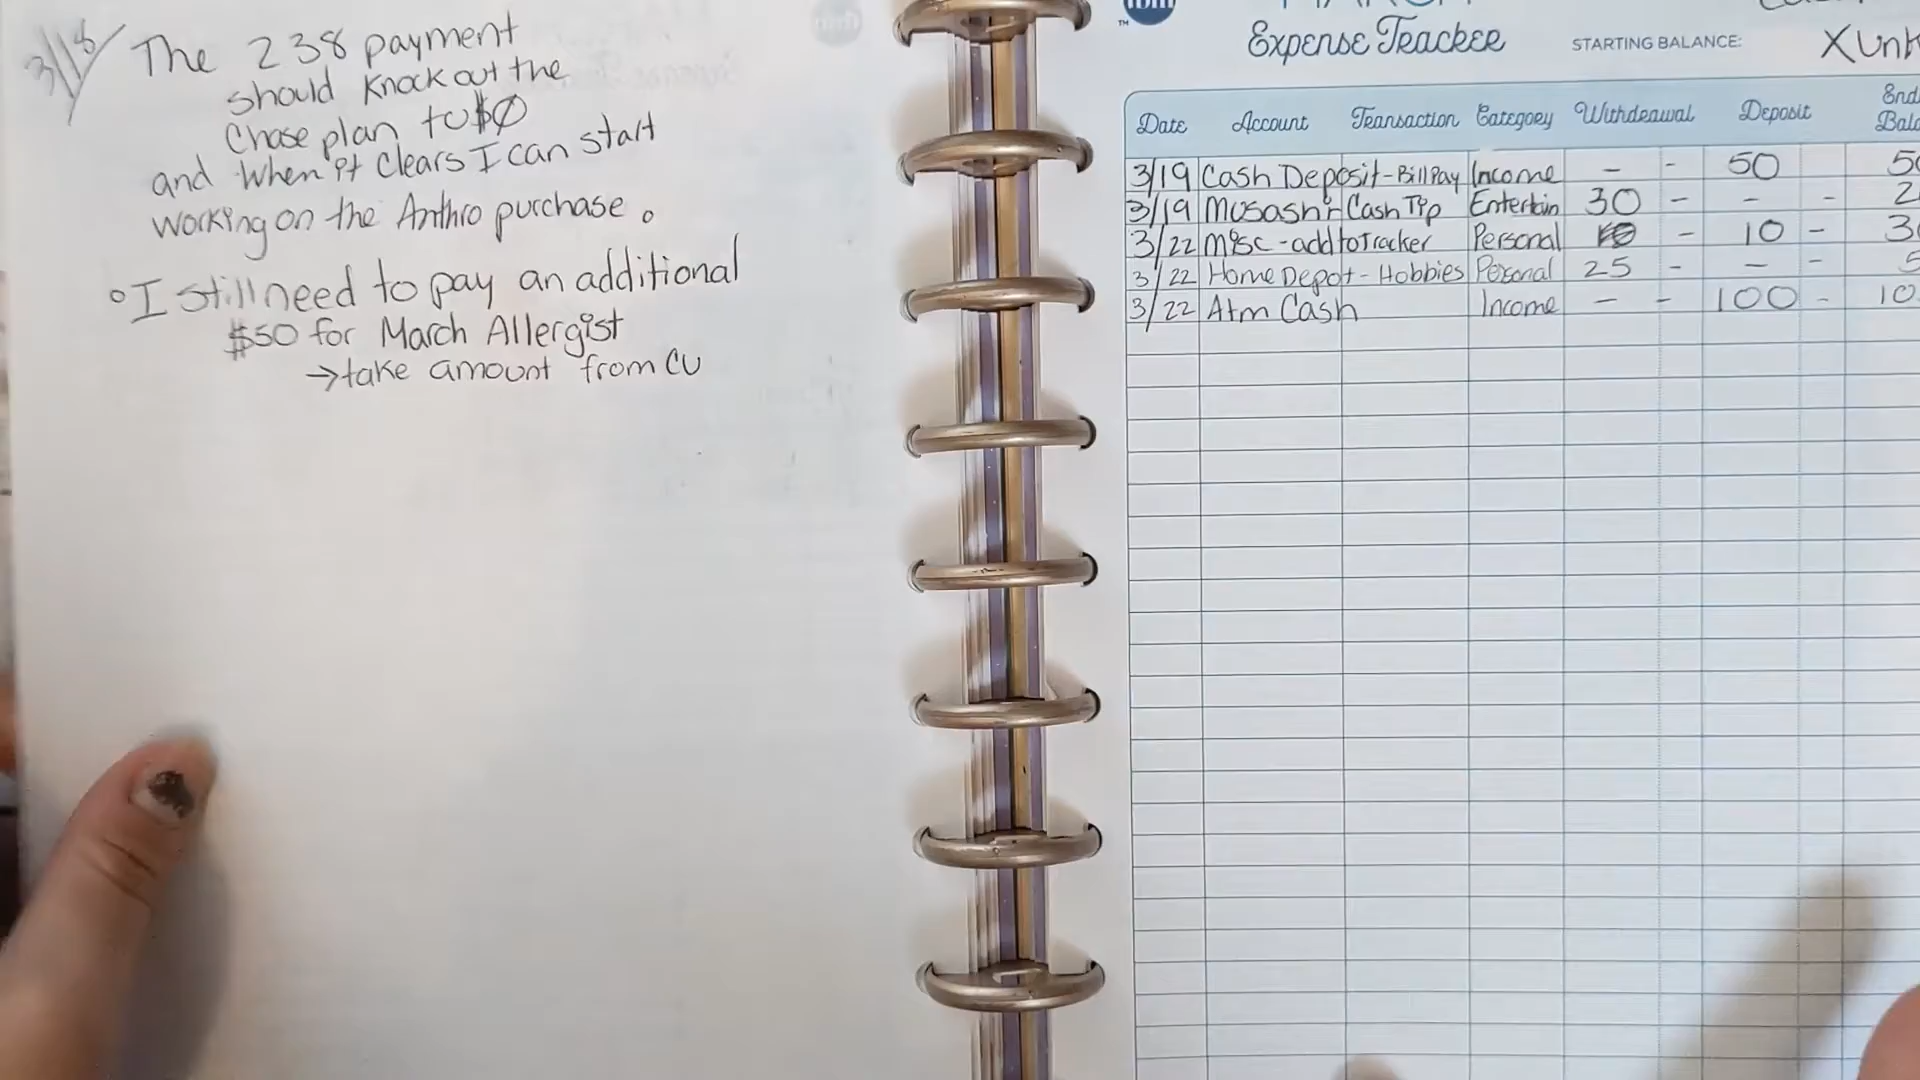 3/18
The 238 payment
should knock out the
Chase plan to $0
and when it clears I can start
working on the Anthro purchase.
I still need to pay an additional
$50 for March Allergist
→ take amount from CU
TM
Expense Tracker STARTING BALANCE:
Date Account Transaction Category Withdrawal Deposit
3/19 Cash Deposit - Bill Pay Income - - 50
3/19 Musashi - Cash Tip Entertain 30 - - -
3/22 Misc - add to Tracker Personal - 10 -
3/22 Home Depot - Hobbies Personal 25 - - -
3/22 Atm Cash Income - - 100 -